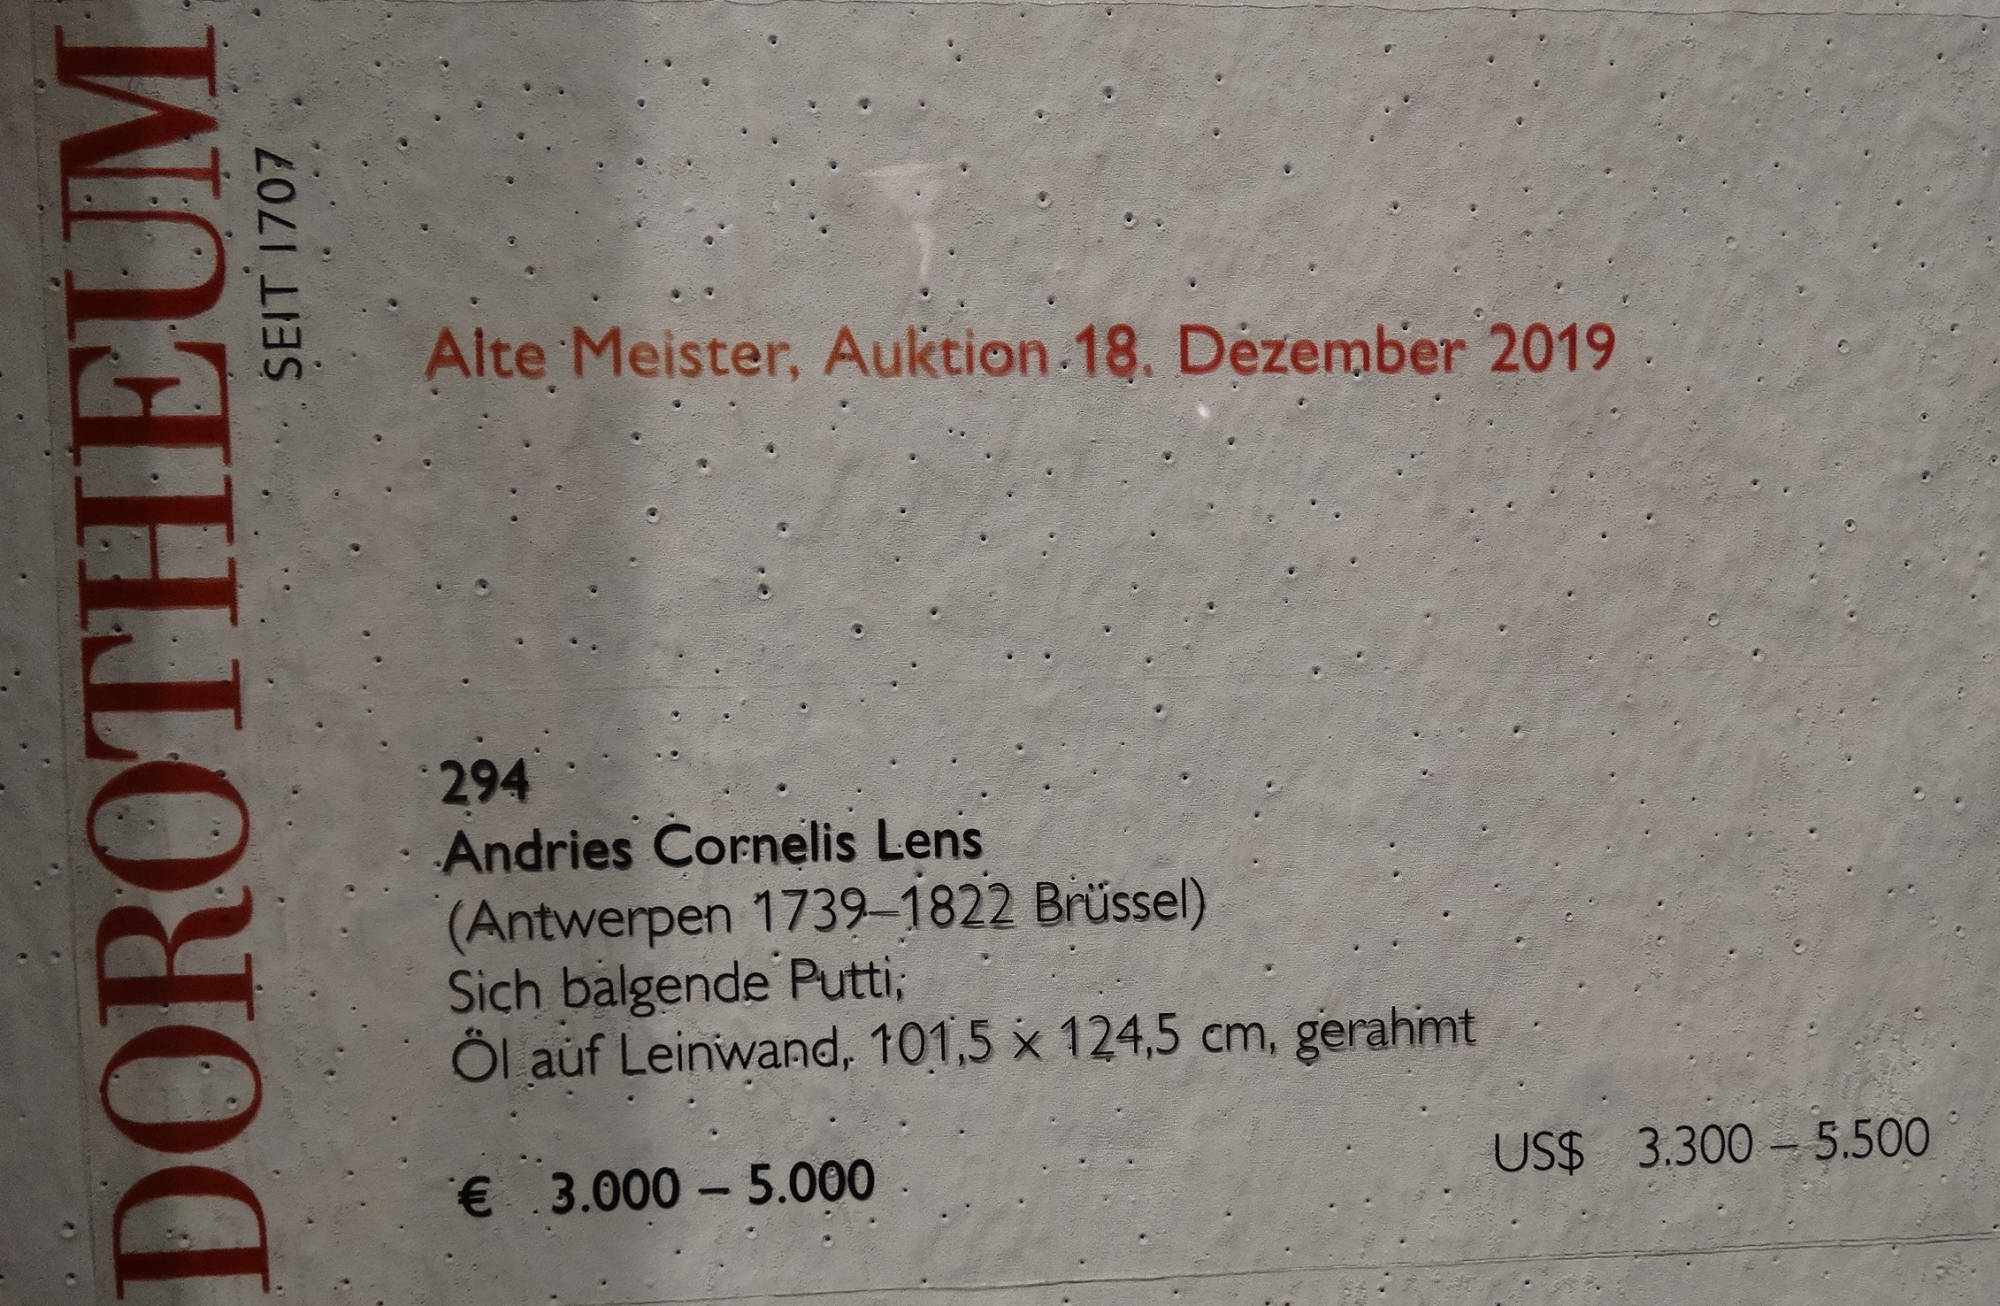 DOROTHEUM
SEIT 1707
Alte Meister, Auktion 18. Dezember 2019
294
Andries Cornelis Lens
(Antwerpen 1739–1822 Brüssel)
Sich balgende Putti,
Öl auf Leinwand, 101,5 x 124,5 cm, gerahmt
€ 3.000 – 5.000
US$ 3.300 – 5.500